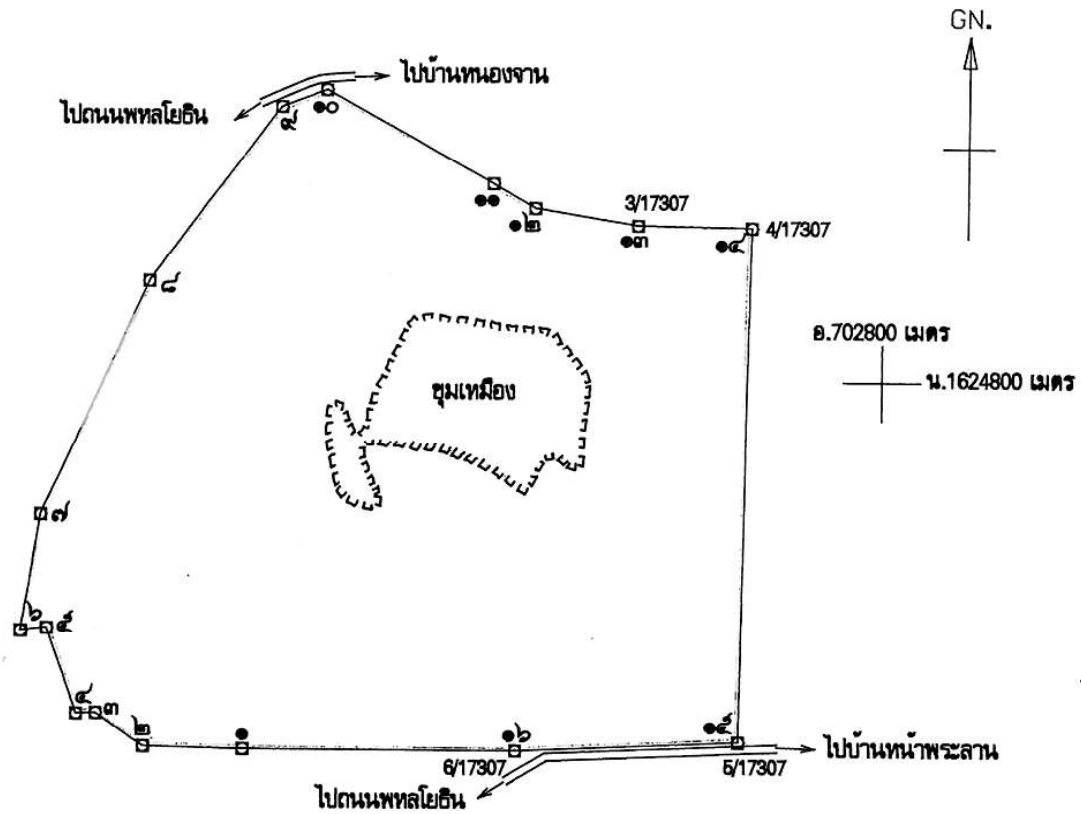 GN.
ไปบ้านหนองจาน
ไปถนนพหลโยธิน
๙
๑๐
๑๑
๑๒
3/17307
๑๓
4/17307
๑๔
๘
อ.702800 เมตร
น.1624800 เมตร
ขุมเหมือง
๗
๖
๕
๔
๓
๒
๑
๑๖
6/17307
๑๕
5/17307
ไปบ้านหน้าพระลาน
ไปถนนพหลโยธิน